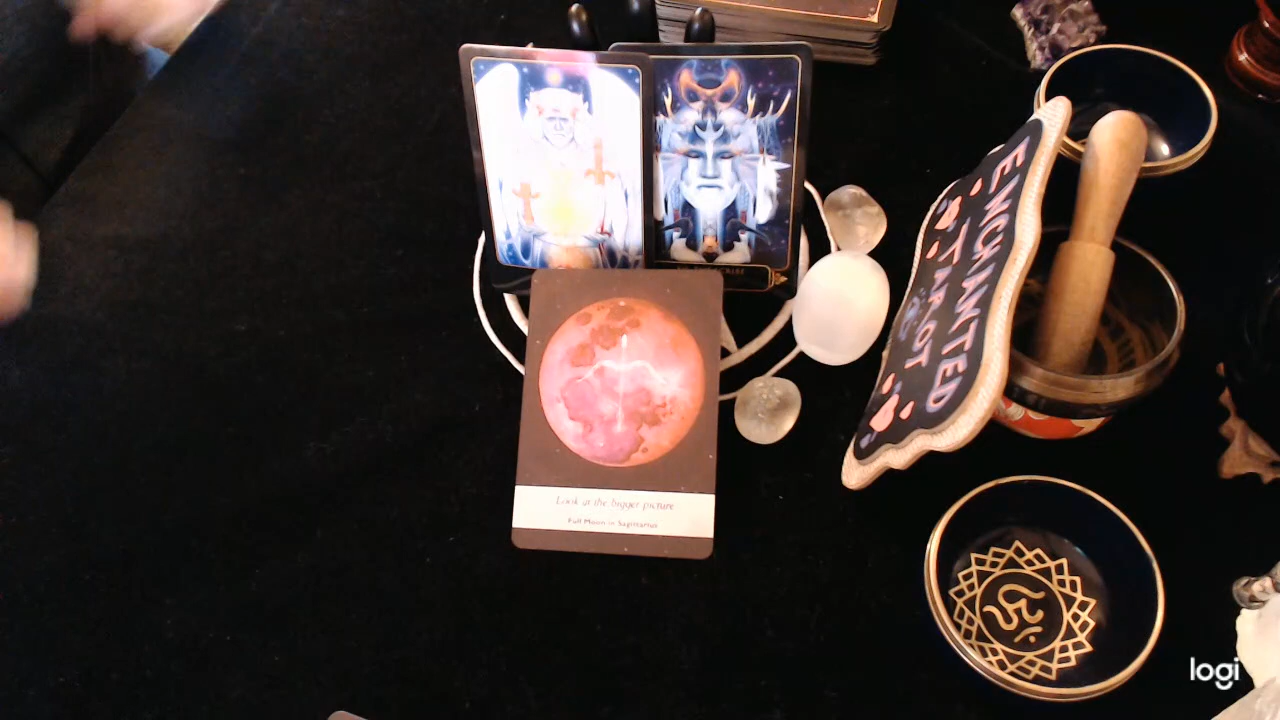 ENCHANTED
TAROT
Look at the bigger picture
Full Moon in Sagittarius
ॐ
logi